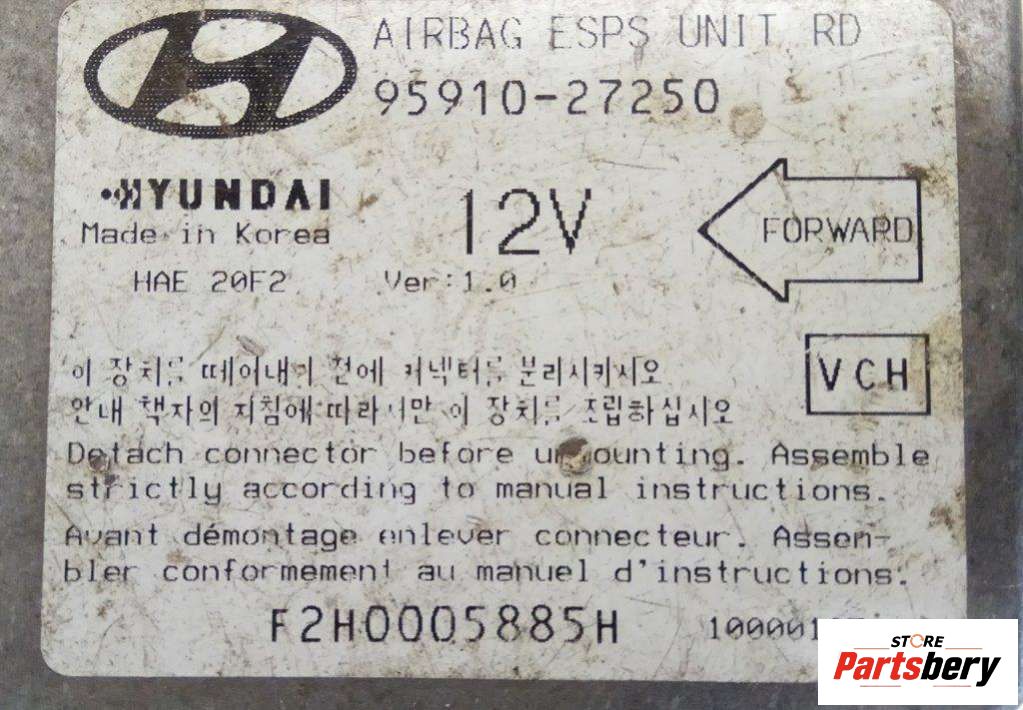 AIRBAG ESPS UNIT RD
95910-27250
HYUNDAI
Made in Korea
12V
FORWARD
HAE 20F2 Ver:1.0
이 장치를 떼어내기 전에 커넥터를 분리시키시오
VCH
안내 책자의 지침에 따라서만 이 장치를 조립하십시오
Detach connector before unmounting. Assemble
strictly according to manual instructions.
Avant démontage enlever connecteur. Assem-
bler conformement au manuel d'instructions.
F2H0005885H
STORE
Partsbery